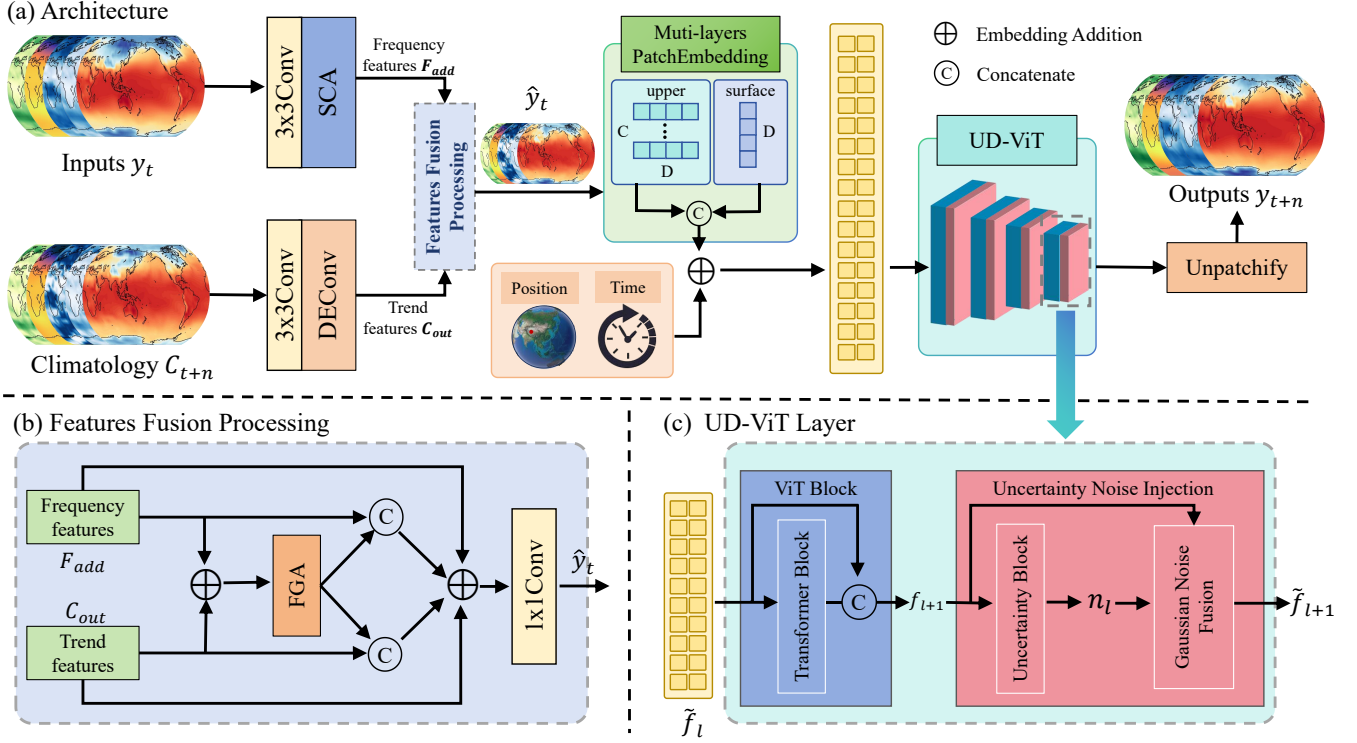 (a) Architecture
Inputs y_t
3x3Conv
SCA
Frequency
features F_add
Climatology C_{t+n}
3x3Conv
DEConv
Trend
features C_out
Features Fusion
Processing
ŷ_t
Muti-layers
PatchEmbedding
upper
C
D
surface
D
C
Position
Time
Embedding Addition
C Concatenate
UD-ViT
Outputs y_{t+n}
Unpatchify
(b) Features Fusion Processing
Frequency
features
F_add
C_out
Trend
features
FGA
C
C
1x1Conv
ŷ_t
(c) UD-ViT Layer
f̃_l
ViT Block
Transformer Block
C
f_{l+1}
Uncertainty Noise Injection
Uncertainty Block
n_l
Gaussian Noise
Fusion
f̃_{l+1}